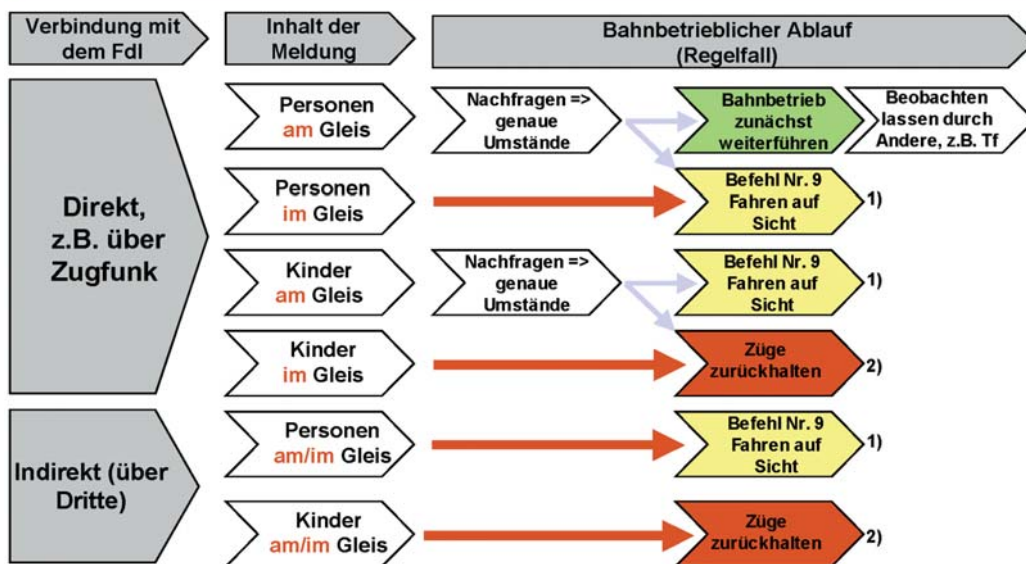 Verbindung mit
dem Fdl
Inhalt der
Meldung
Bahnbetrieblicher Ablauf
(Regelfall)
Direkt,
z.B. über
Zugfunk
Personen
am Gleis
Nachfragen =>
genaue
Umstände
Bahnbetrieb
zunächst
weiterführen
Beobachten
lassen durch
Andere, z.B. Tf
Personen
im Gleis
Befehl Nr. 9
Fahren auf
Sicht
1)
Kinder
am Gleis
Nachfragen =>
genaue
Umstände
Befehl Nr. 9
Fahren auf
Sicht
1)
Kinder
im Gleis
Züge
zurückhalten
2)
Indirekt (über
Dritte)
Personen
am/im Gleis
Befehl Nr. 9
Fahren auf
Sicht
1)
Kinder
am/im Gleis
Züge
zurückhalten
2)